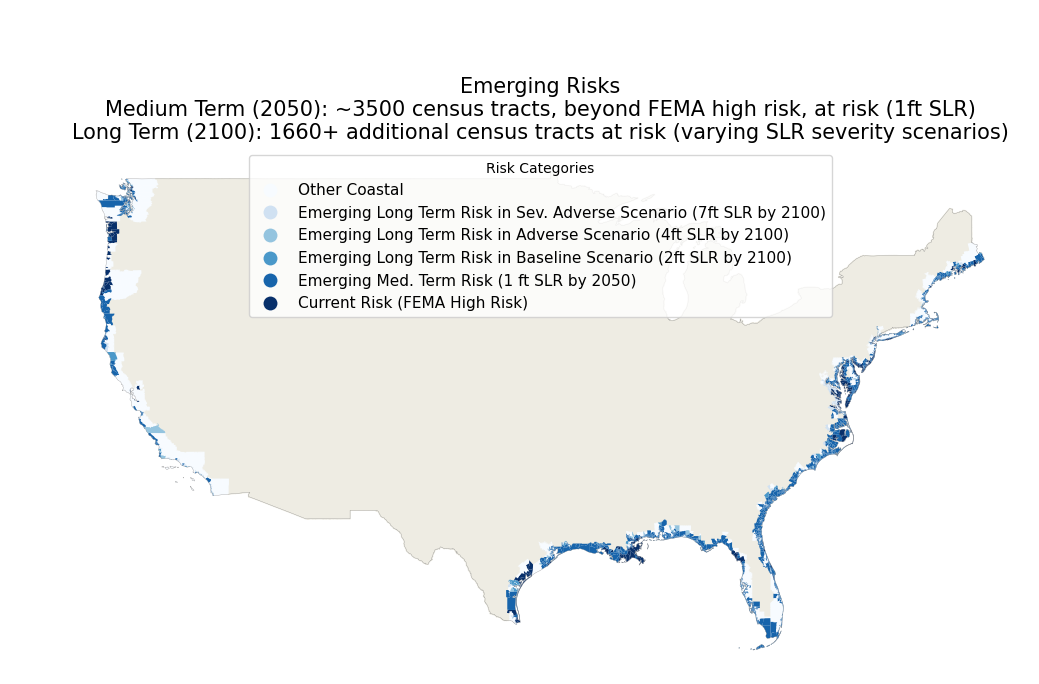 Emerging Risks
Medium Term (2050): ~3500 census tracts, beyond FEMA high risk, at risk (1ft SLR)
Long Term (2100): 1660+ additional census tracts at risk (varying SLR severity scenarios)
Risk Categories
Other Coastal
Emerging Long Term Risk in Sev. Adverse Scenario (7ft SLR by 2100)
Emerging Long Term Risk in Adverse Scenario (4ft SLR by 2100)
Emerging Long Term Risk in Baseline Scenario (2ft SLR by 2100)
Emerging Med. Term Risk (1 ft SLR by 2050)
Current Risk (FEMA High Risk)